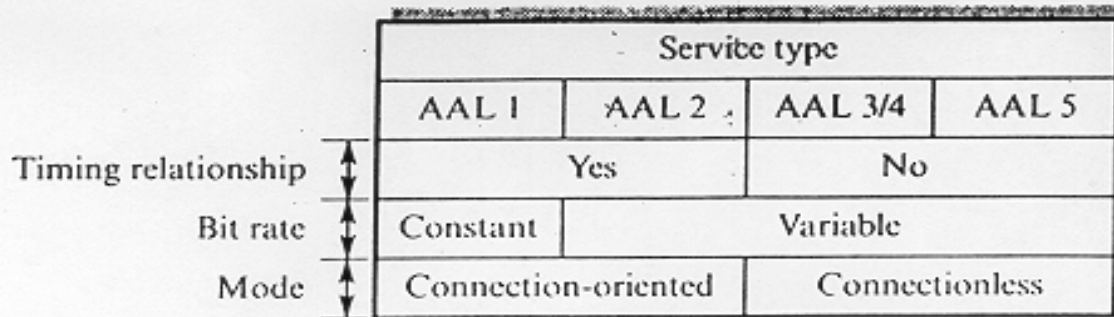 Service type
AAL 1 AAL 2 AAL 3/4 AAL 5
Timing relationship Yes No
Bit rate Constant Variable
Mode Connection-oriented Connectionless